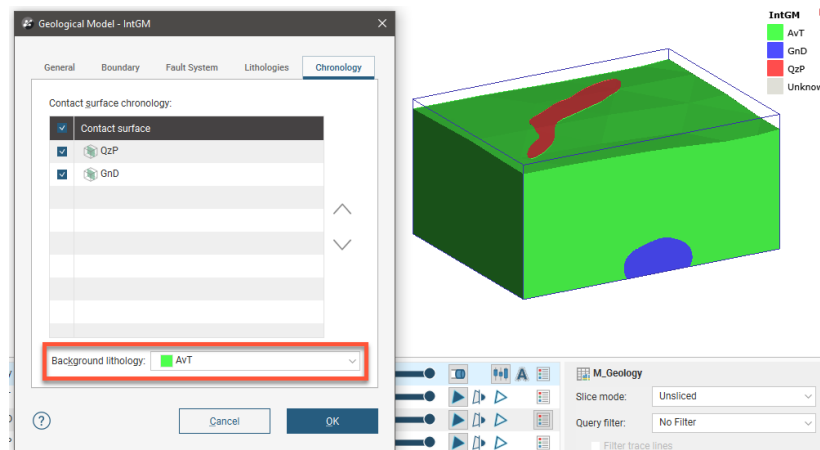 Geological Model - IntGM
General Boundary Fault System Lithologies Chronology
Contact surface chronology:
Contact surface
QzP
GnD
Background lithology: AvT
? Cancel OK
IntGM
AvT
GnD
QzP
Unknow
A
M_Geology
Slice mode: Unsliced
Query filter: No Filter
Filter trace lines